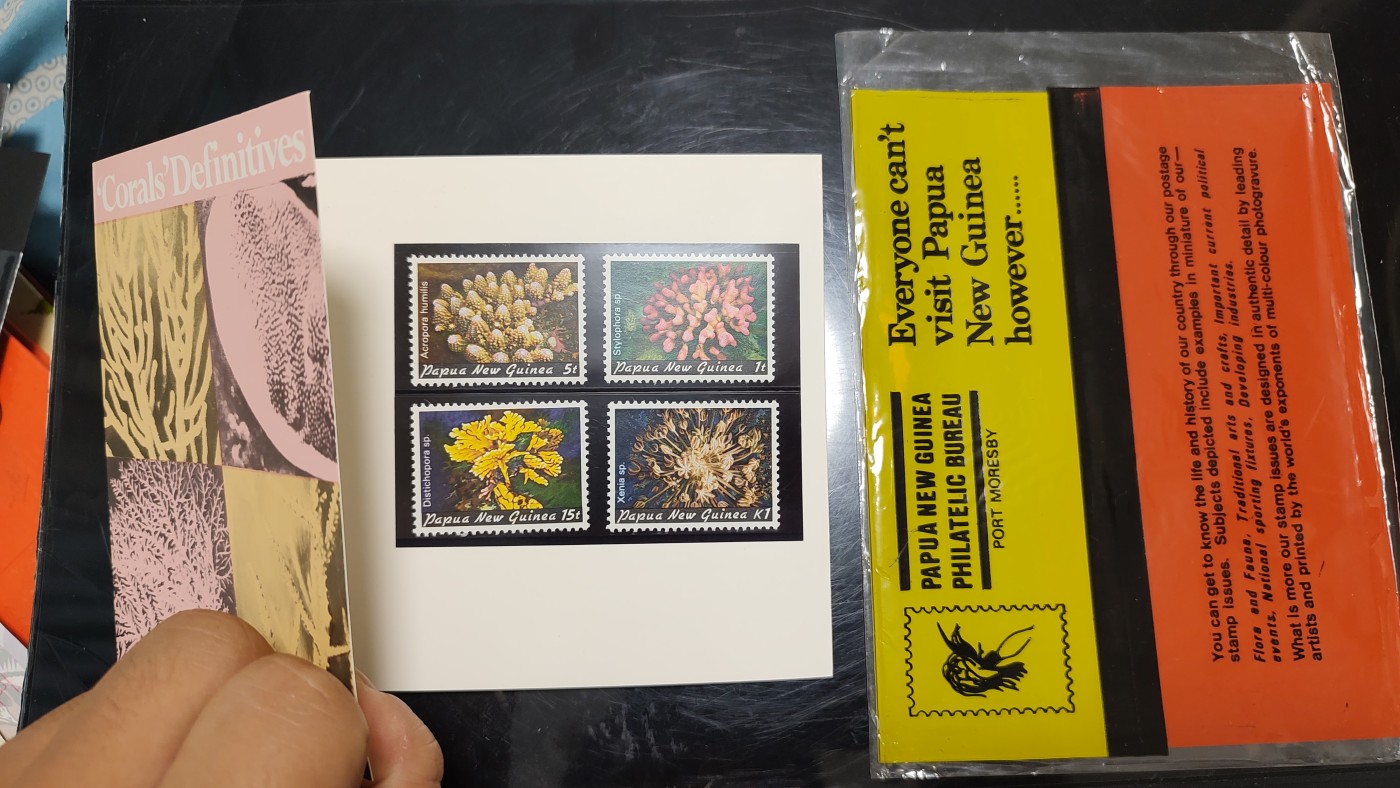 'Corals' Definitives
Acropora humilis
Papua New Guinea 5t
Stylophora sp
Papua New Guinea 1t
Distichopora sp.
Papua New Guinea 15t
Xenia sp.
Papua New Guinea K1
Everyone can't
visit Papua
New Guinea
however......
PAPUA NEW GUINEA
PHILATELIC BUREAU
PORT MORESBY
You can get to know the life and history of our country through our postage
stamp issues. Subjects depicted include examples in miniature of our—
Flora and Fauna, Traditional arts and crafts, Important current political
events, National sporting fixtures, Developing industries.
What is more our stamp issues are designed in authentic detail by leading
artists and printed by the world's exponents of multi-colour photogravure.